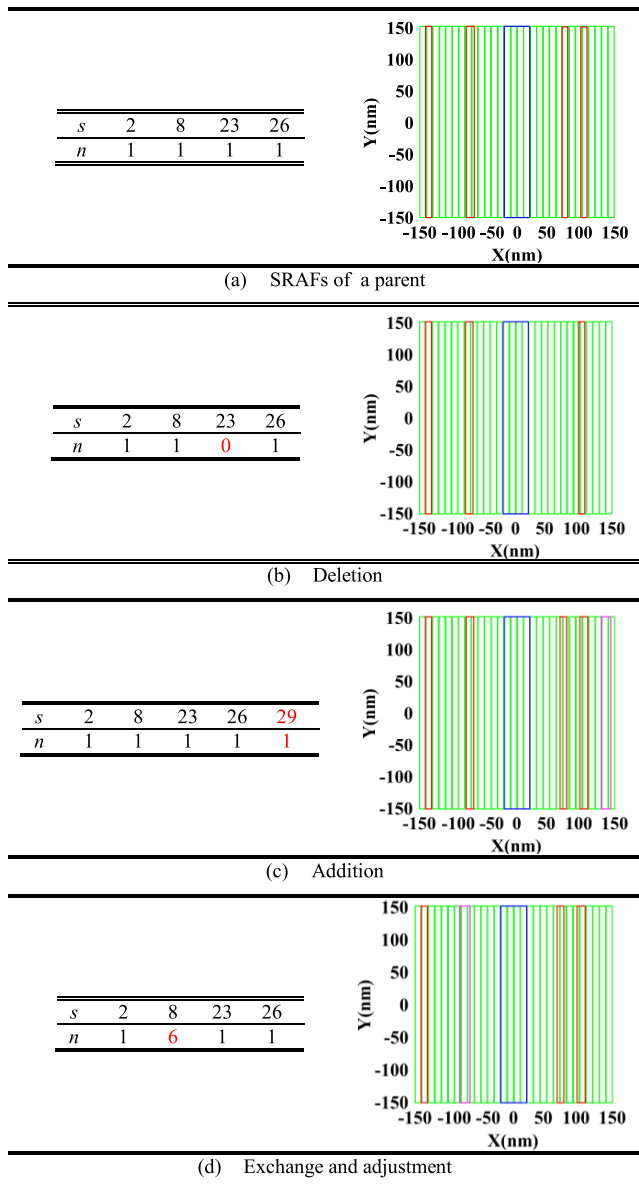 s 2 8 23 26
n 1 1 1 1
Y(nm)
150
100
50
0
-50
-100
-150
-150 -100 -50 0 50 100 150
X(nm)
(a) SRAFs of a parent
s 2 8 23 26
n 1 1 0 1
Y(nm)
150
100
50
0
-50
-100
-150
-150 -100 -50 0 50 100 150
X(nm)
(b) Deletion
s 2 8 23 26 29
n 1 1 1 1 1
Y(nm)
150
100
50
0
-50
-100
-150
-150 -100 -50 0 50 100 150
X(nm)
(c) Addition
s 2 8 23 26
n 1 6 1 1
Y(nm)
150
100
50
0
-50
-100
-150
-150 -100 -50 0 50 100 150
X(nm)
(d) Exchange and adjustment